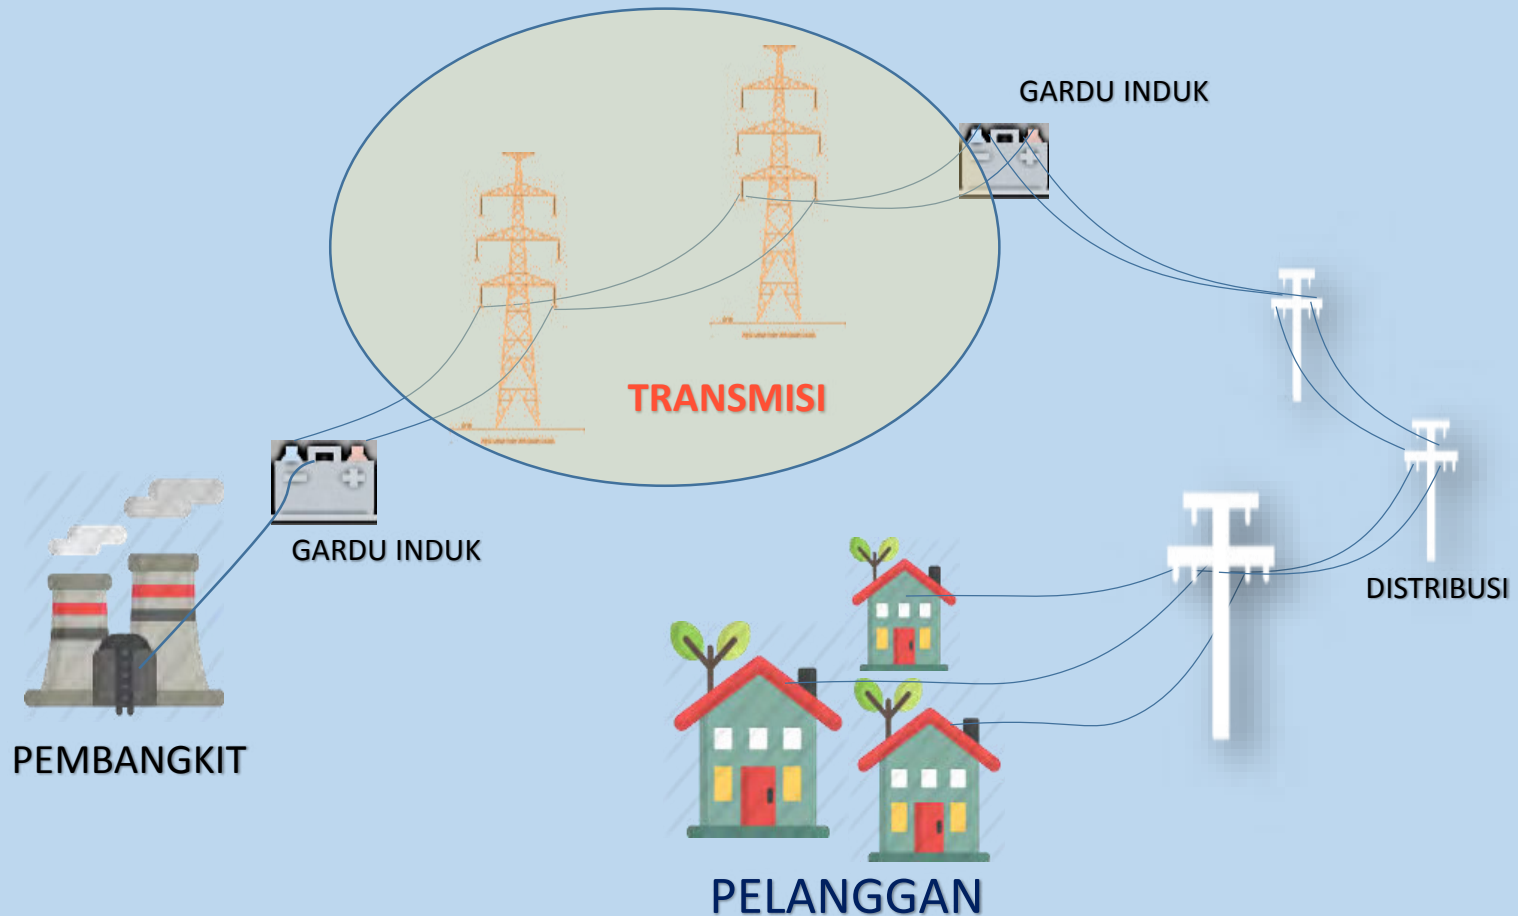 GARDU INDUK
TRANSMISI
GARDU INDUK
DISTRIBUSI
PEMBANGKIT
PELANGGAN